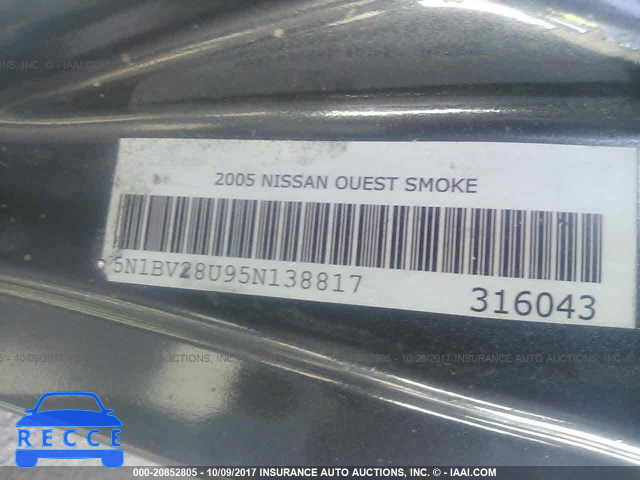 2005 NISSAN QUEST SMOKE
5N1BV28U95N138817
316043
RECCE
000-20852805 - 10/09/2017 INSURANCE AUTO AUCTIONS, INC. - © IAAI.COM